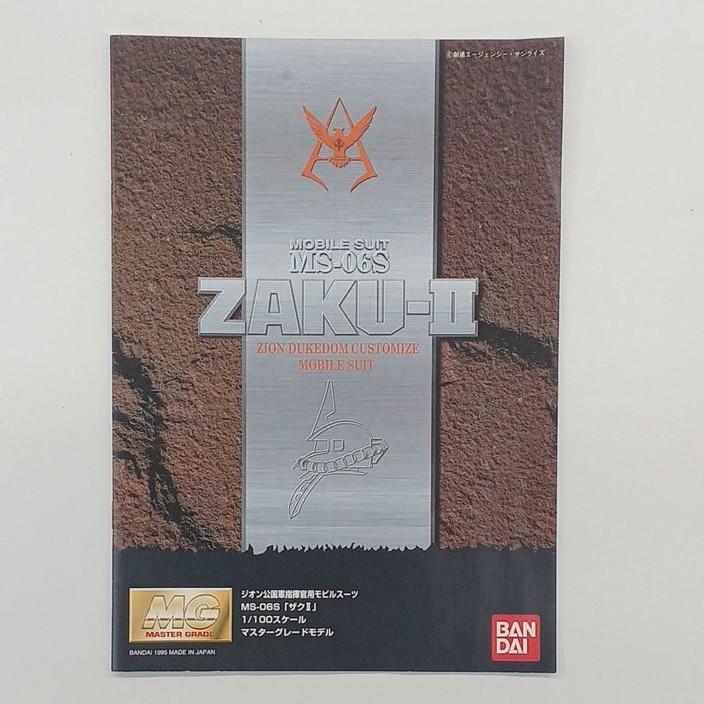 ©創通エージェンシー・サンライズ
MOBILE SUIT
MS-06S
ZAKU-II
ZION DUKEDOM CUSTOMIZE
MOBILE SUIT
MG
MASTER GRADE
BANDAI 1995 MADE IN JAPAN
ジオン公国軍指揮官用モビルスーツ
MS-06S「ザクⅡ」
1/100スケール
マスターグレードモデル
BAN
DAI